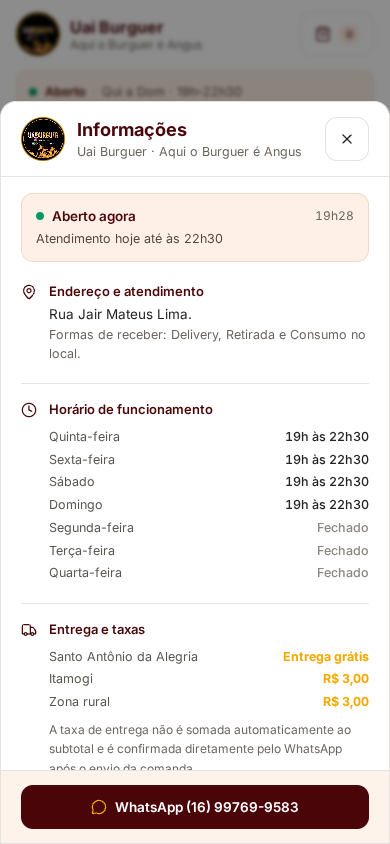 Uai Burguer
Aqui o Burguer é Angus
Aberto · Qui a Dom · 19h–22h30
Informações
Uai Burguer · Aqui o Burguer é Angus
Aberto agora
19h28
Atendimento hoje até às 22h30
Endereço e atendimento
Rua Jair Mateus Lima.
Formas de receber: Delivery, Retirada e Consumo no
local.
Horário de funcionamento
Quinta-feira 19h às 22h30
Sexta-feira 19h às 22h30
Sábado 19h às 22h30
Domingo 19h às 22h30
Segunda-feira Fechado
Terça-feira Fechado
Quarta-feira Fechado
Entrega e taxas
Santo Antônio da Alegria Entrega grátis
Itamogi R$ 3,00
Zona rural R$ 3,00
A taxa de entrega não é somada automaticamente ao
subtotal e é confirmada diretamente pelo WhatsApp
após o envio da comanda.
WhatsApp (16) 99769-9583